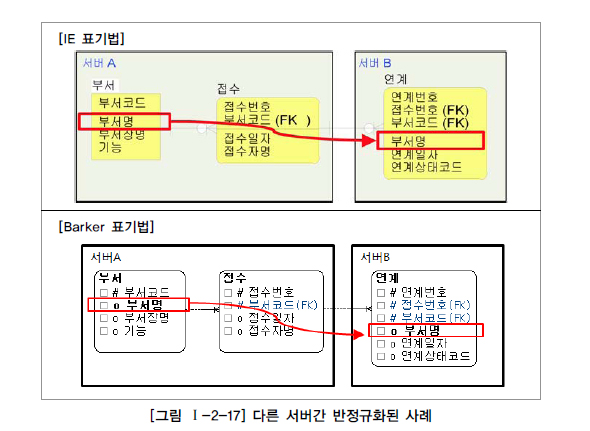 [IE 표기법]
서버 A
부서
부서코드
부서명
부서장명
기능
접수
접수번호
부서코드 (FK )
접수일자
접수자명
서버 B
연계
연계번호
접수번호 (FK)
부서코드 (FK)
부서명
연계일자
연계상태코드
[Barker 표기법]
서버A
부서
# 부서코드
o 부서명
o 부서장명
o 기능
접수
# 접수번호
# 부서코드(FK)
o 접수일자
o 접수자명
서버B
연계
# 연계번호
# 접수번호(FK)
# 부서코드(FK)
o 부서명
o 연계일자
o 연계상태코드
[그림 Ⅰ-2-17] 다른 서버간 반정규화된 사례